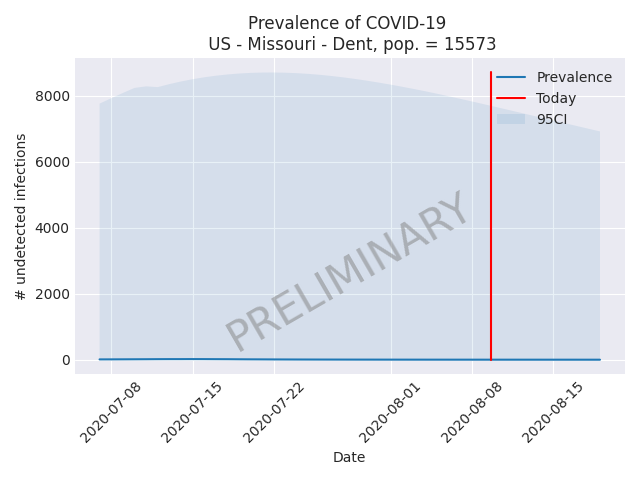 Prevalence of COVID-19
US - Missouri - Dent, pop. = 15573
Prevalence
Today
95CI
# undetected infections
8000
6000
4000
2000
0
PRELIMINARY
2020-07-08
2020-07-15
2020-07-22
2020-08-01
2020-08-08
2020-08-15
Date